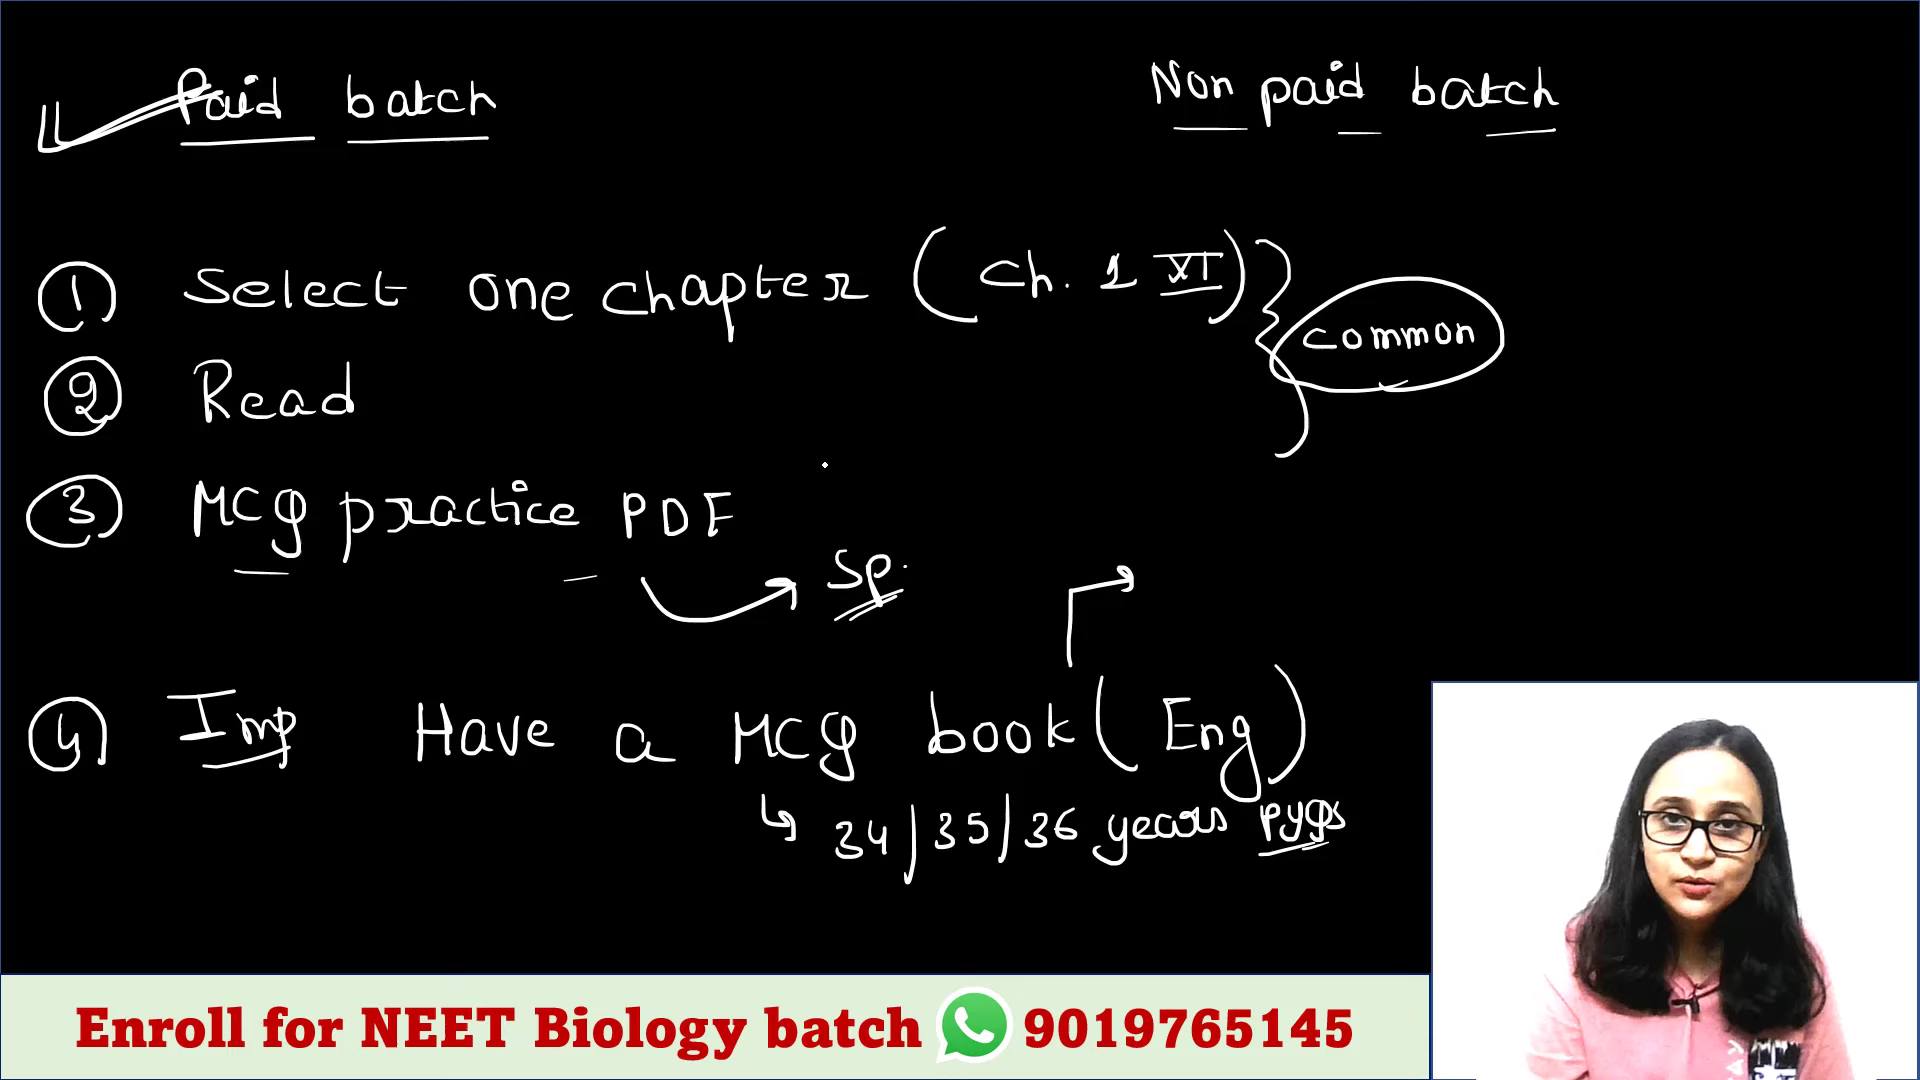 Paid batch
Non paid batch
1 Select one chapter (Ch. 1 XI)
common
2 Read
3 MCQ practice PDF
Sp.
4 Imp Have a MCQ book (Eng)
34/35/36 years PYQs
Enroll for NEET Biology batch 9019765145